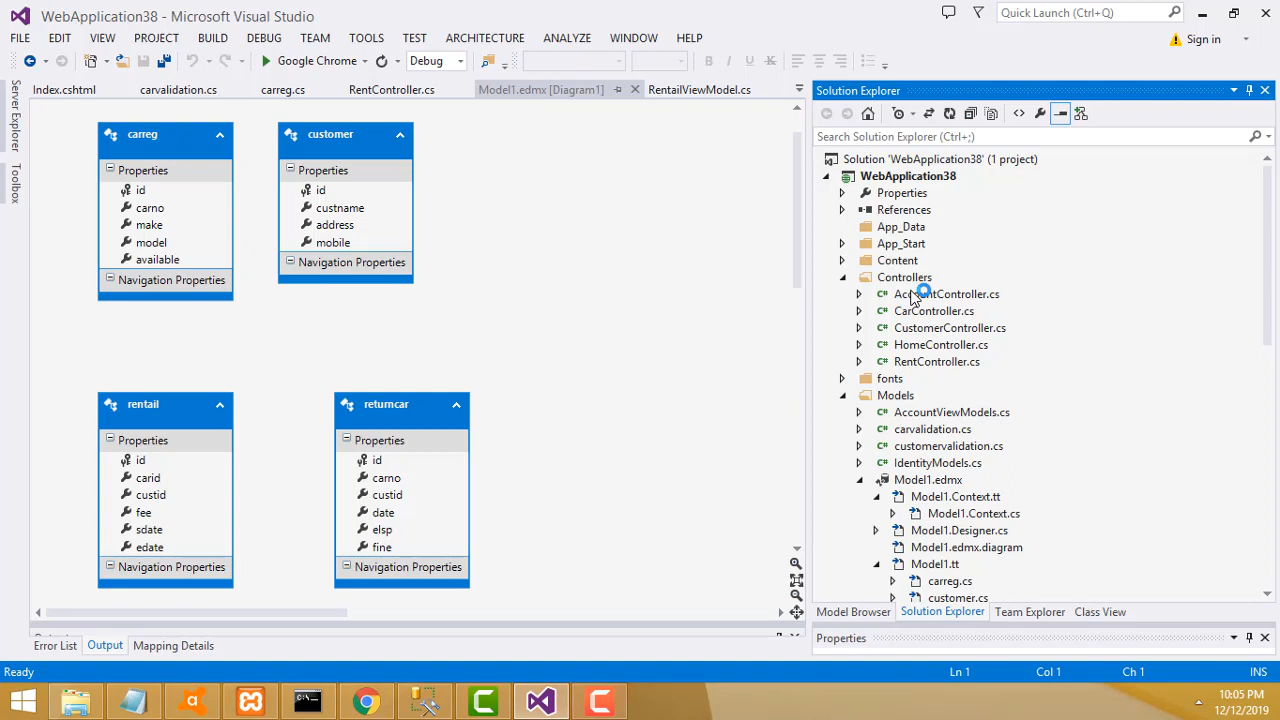 WebApplication38 - Microsoft Visual Studio
Quick Launch (Ctrl+Q)
FILE EDIT VIEW PROJECT BUILD DEBUG TEAM TOOLS TEST ARCHITECTURE ANALYZE WINDOW HELP
Sign in
Google Chrome
Debug
B I U
Index.cshtml carvalidation.cs carreg.cs RentController.cs Model1.edmx [Diagram1] RentailViewModel.cs
Server Explorer
Toolbox
carreg
Properties
id
carno
make
model
available
Navigation Properties
customer
Properties
id
custname
address
mobile
Navigation Properties
rentail
Properties
id
carid
custid
fee
sdate
edate
Navigation Properties
returncar
Properties
id
carno
custid
date
elsp
fine
Navigation Properties
Solution Explorer
Search Solution Explorer (Ctrl+;)
Solution 'WebApplication38' (1 project)
WebApplication38
Properties
References
App_Data
App_Start
Content
Controllers
AccountController.cs
CarController.cs
CustomerController.cs
HomeController.cs
RentController.cs
fonts
Models
AccountViewModels.cs
carvalidation.cs
customervalidation.cs
IdentityModels.cs
Model1.edmx
Model1.Context.tt
Model1.Context.cs
Model1.Designer.cs
Model1.edmx.diagram
Model1.tt
carreg.cs
customer.cs
Model Browser Solution Explorer Team Explorer Class View
Properties
Error List Output Mapping Details
Ready
Ln 1 Col 1 Ch 1 INS
10:05 PM
12/12/2019